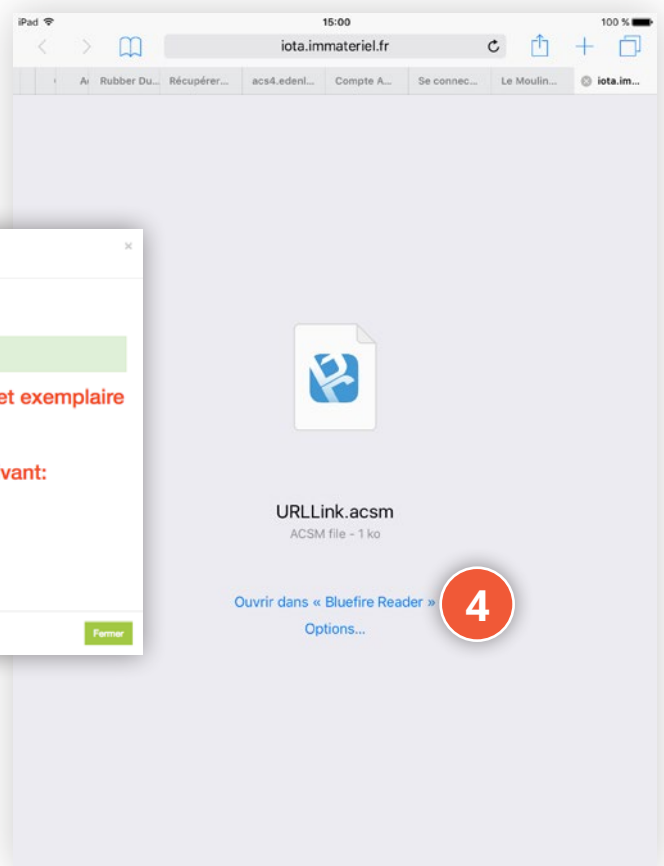 iPad 15:00 100 %
iota.immateriel.fr
Rubber Du... Récupérer... acs4.edenl... Compte A... Se connec... Le Moulin... iota.im...
×
et exemplaire
vant:
Fermer
URLLink.acsm
ACSM file - 1 ko
Ouvrir dans « Bluefire Reader »
4
Options...